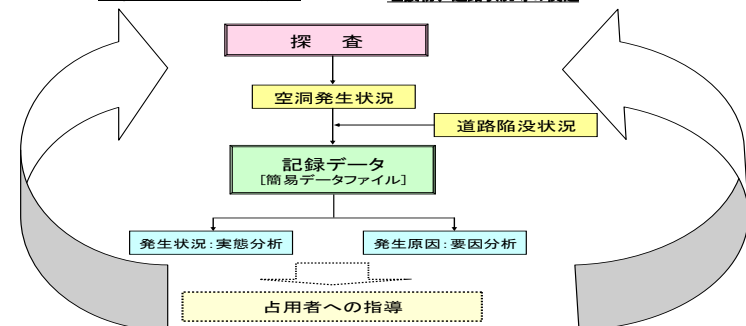 探　査
空洞発生状況
道路陥没状況
記録データ
[簡易データファイル]
発生状況：実態分析
発生原因：要因分析
占用者への指導